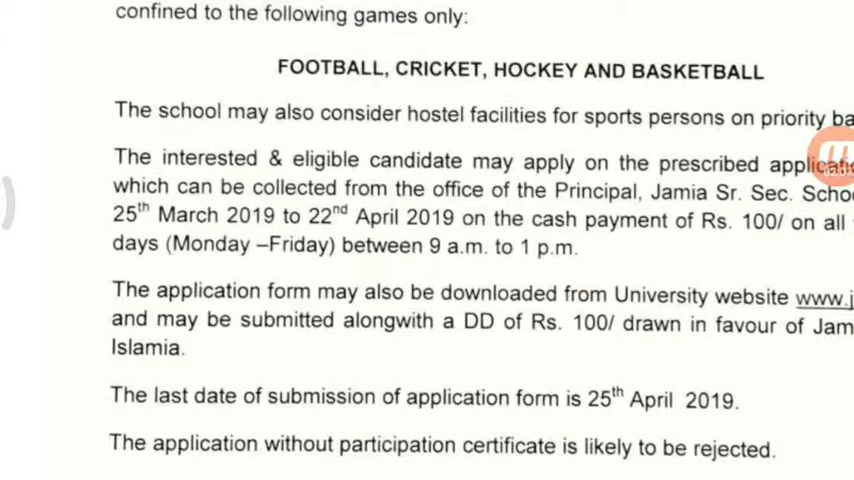 confined to the following games only:
FOOTBALL, CRICKET, HOCKEY AND BASKETBALL
The school may also consider hostel facilities for sports persons on priority ba
The interested & eligible candidate may apply on the prescribed applicatio
which can be collected from the office of the Principal, Jamia Sr. Sec. Schoo
25th March 2019 to 22nd April 2019 on the cash payment of Rs. 100/ on all
days (Monday –Friday) between 9 a.m. to 1 p.m.
The application form may also be downloaded from University website www.j
and may be submitted alongwith a DD of Rs. 100/ drawn in favour of Jam
Islamia.
The last date of submission of application form is 25th April 2019.
The application without participation certificate is likely to be rejected.